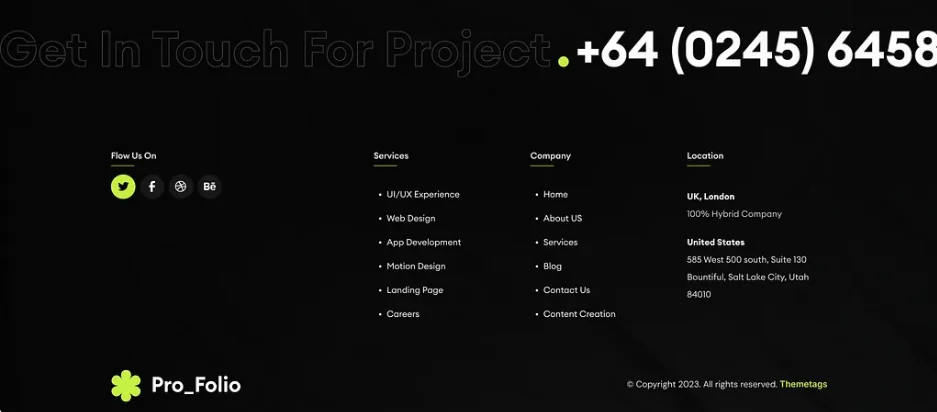 Get In Touch For Project.+64 (0245) 6458
Flow Us On
Bē
Services
• UI/UX Experience
• Web Design
• App Development
• Motion Design
• Landing Page
• Careers
Company
• Home
• About US
• Services
• Blog
• Contact Us
• Content Creation
Location
UK, London
100% Hybrid Company
United States
585 West 500 south, Suite 130
Bountiful, Salt Lake City, Utah
84010
Pro_Folio
© Copyright 2023. All rights reserved. Themetags